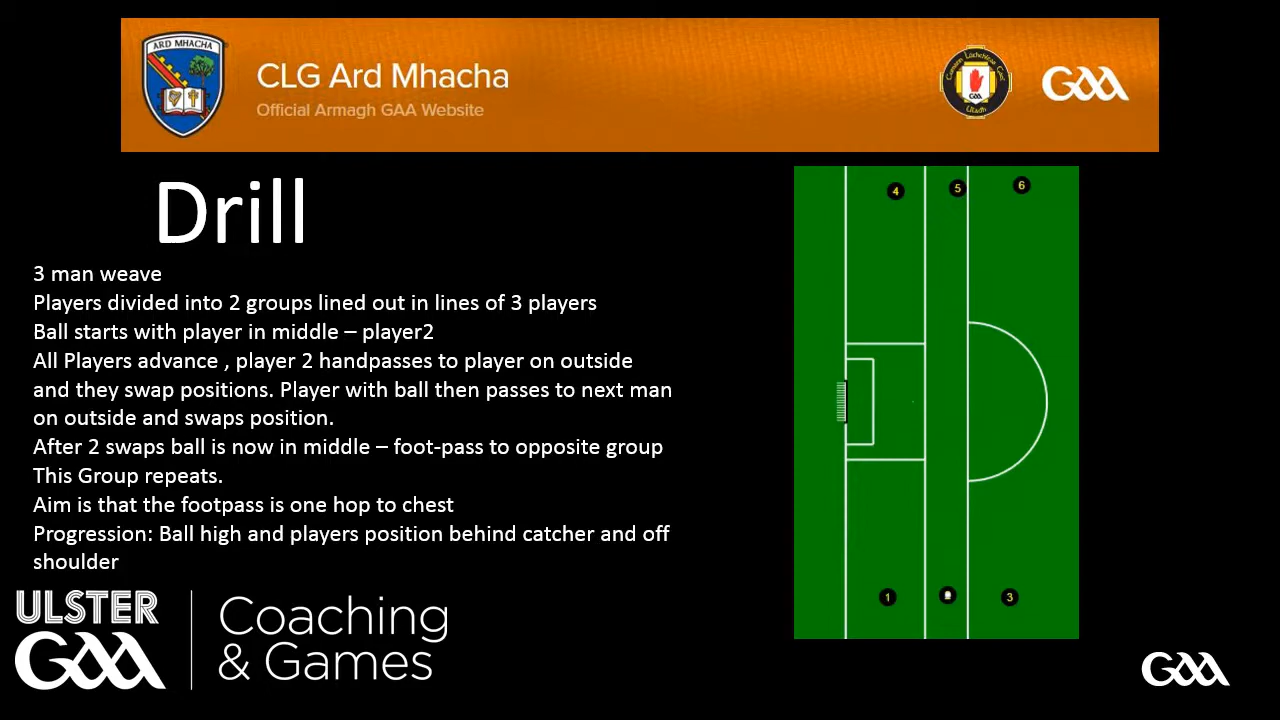 ARD MHACHA
CLG Ard Mhacha
Official Armagh GAA Website
GAA
GAA
Drill
3 man weave
Players divided into 2 groups lined out in lines of 3 players
Ball starts with player in middle – player2
All Players advance , player 2 handpasses to player on outside
and they swap positions. Player with ball then passes to next man
on outside and swaps position.
After 2 swaps ball is now in middle – foot-pass to opposite group
This Group repeats.
Aim is that the footpass is one hop to chest
Progression: Ball high and players position behind catcher and off
shoulder
4 5 6
1 3
ULSTER
GAA
Coaching
& Games
GAA